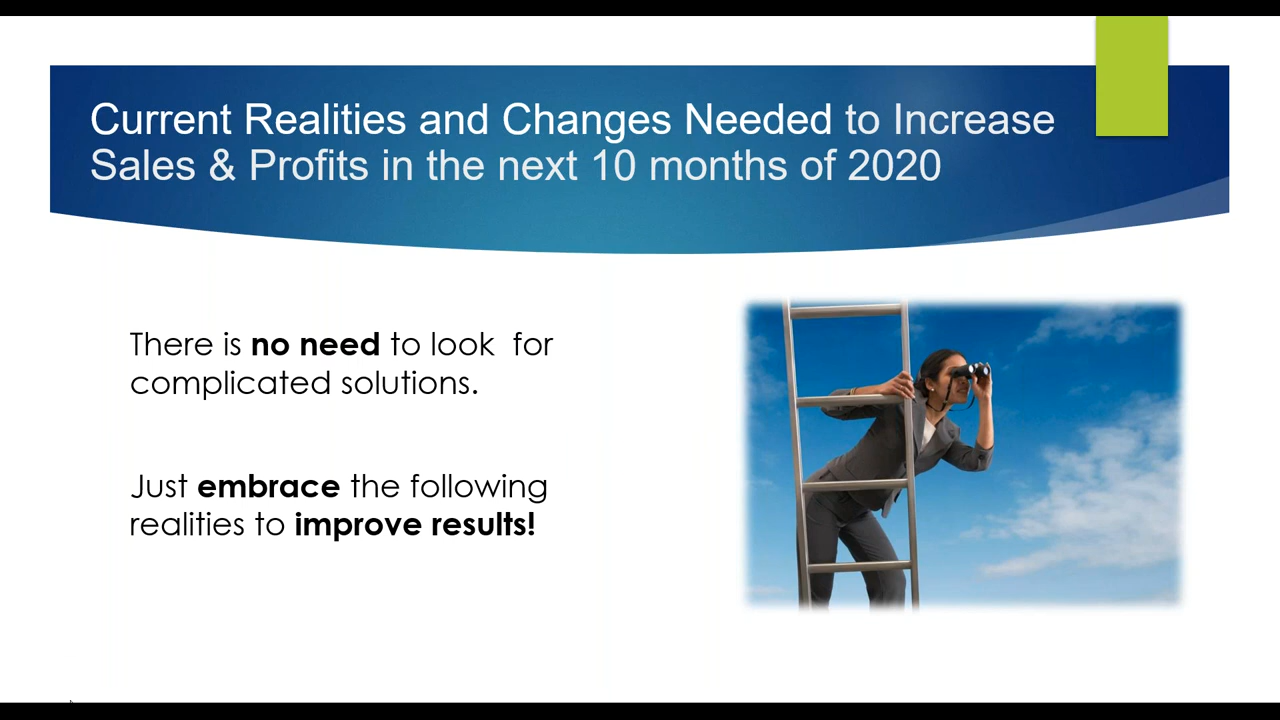 Current Realities and Changes Needed to Increase
Sales & Profits in the next 10 months of 2020
There is no need to look  for
complicated solutions.
Just embrace the following
realities to improve results!